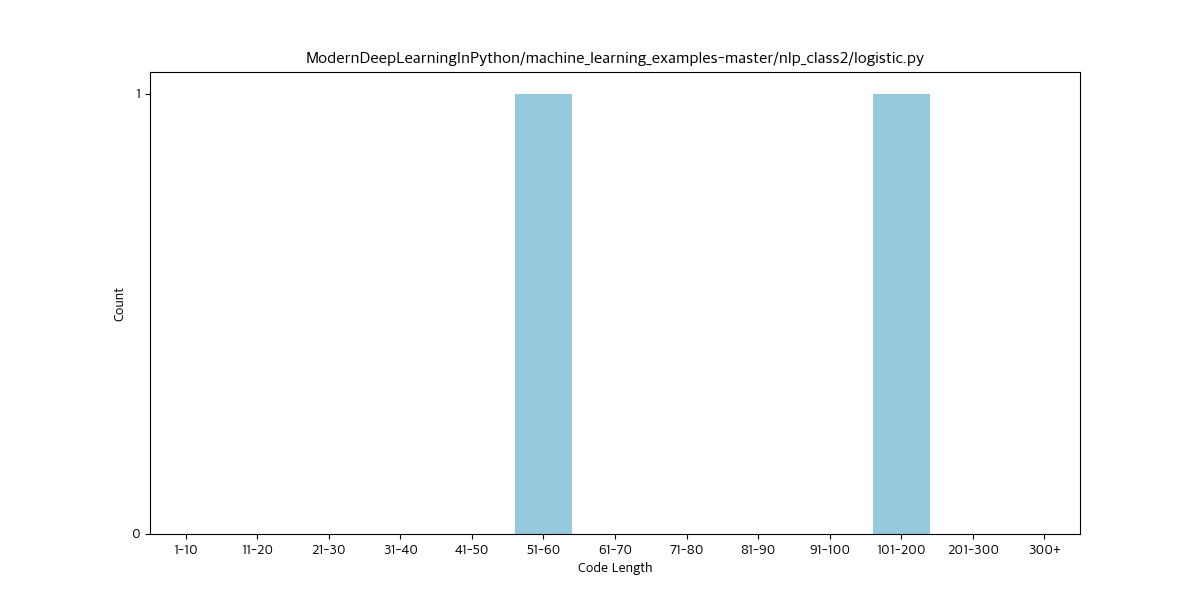 ModernDeepLearningInPython/machine_learning_examples-master/nlp_class2/logistic.py
1
Count
0
1-10 11-20 21-30 31-40 41-50 51-60 61-70 71-80 81-90 91-100 101-200 201-300 300+
Code Length